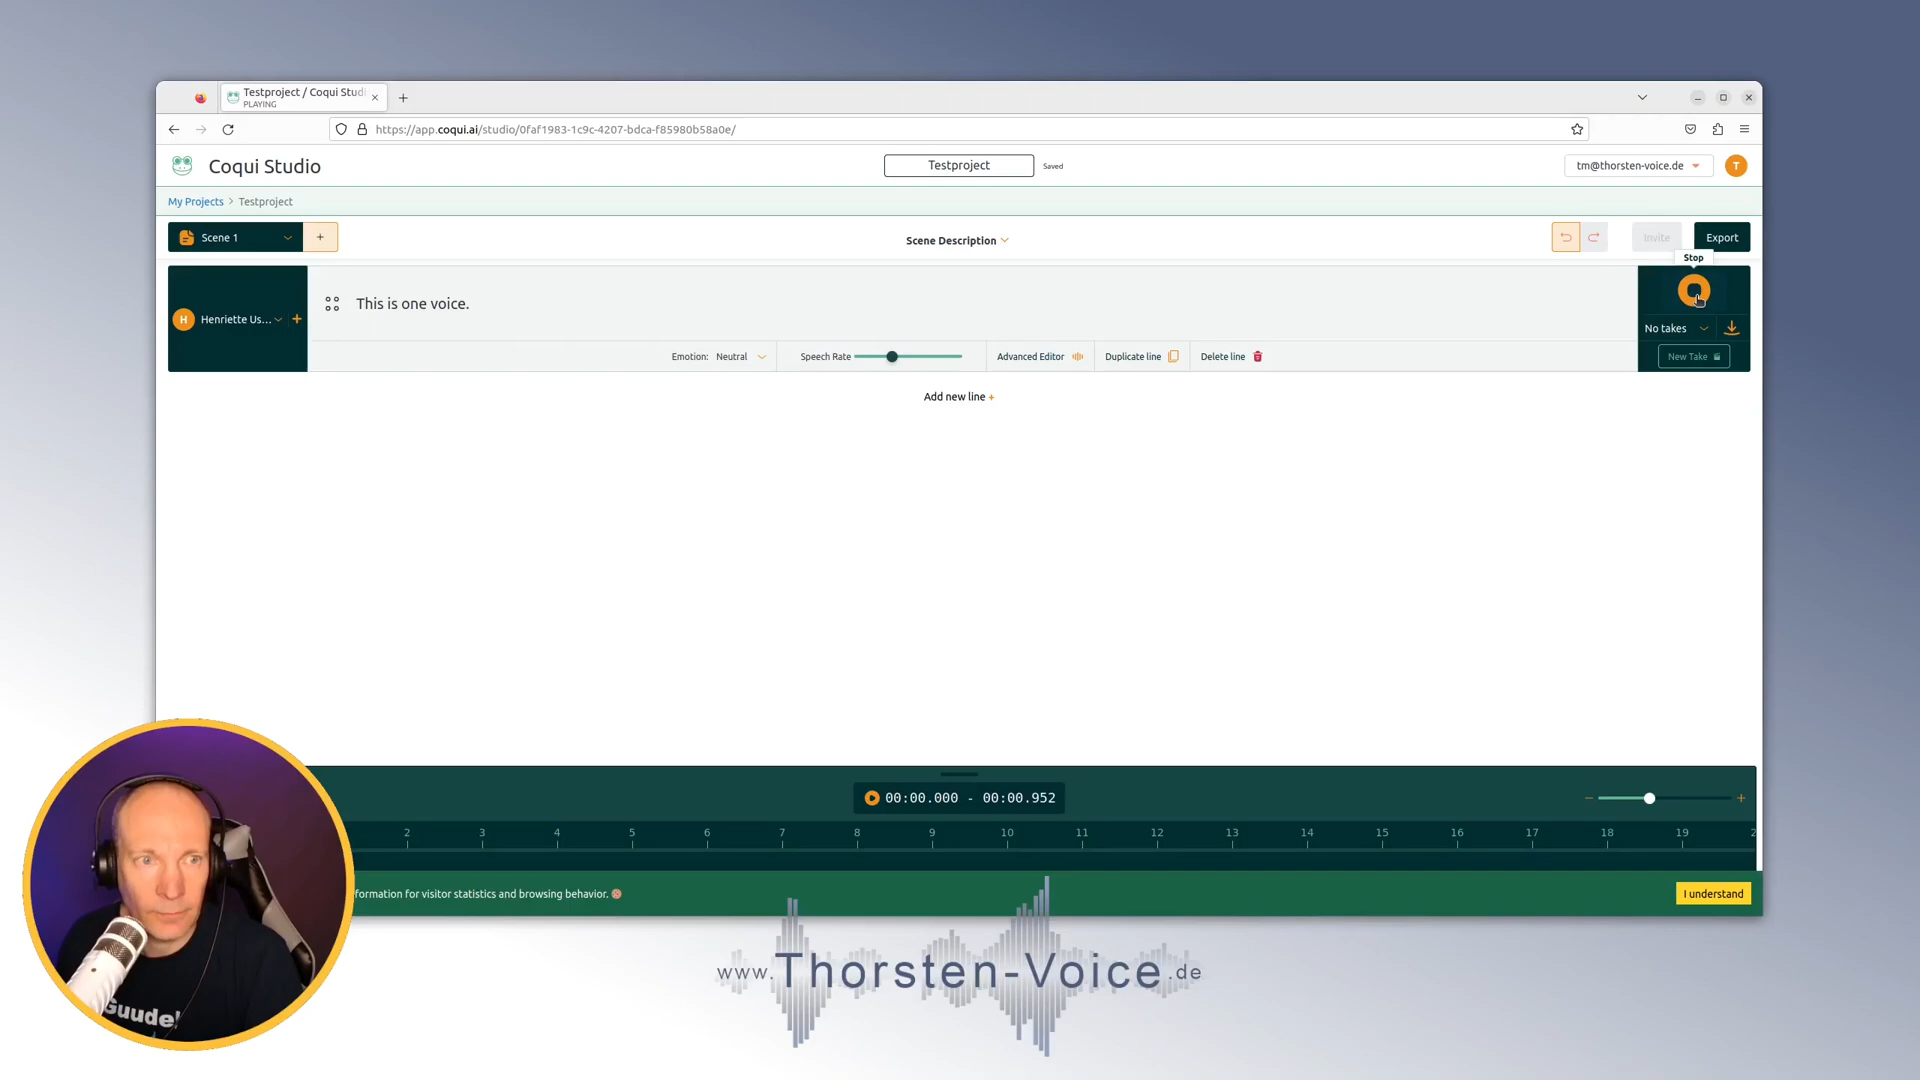 Testproject / Coqui Studi
PLAYING
https://app.coqui.ai/studio/0faf1983-1c9c-4207-bdca-f85980b58a0e/
Coqui Studio
Testproject
Saved
tm@thorsten-voice.de
T
My Projects > Testproject
Scene 1
+
Scene Description
Invite
Export
Stop
H
Henriette Us...
+
This is one voice.
No takes
Emotion: Neutral
Speech Rate
Advanced Editor
Duplicate line
Delete line
New Take
Add new line +
00:00.000 - 00:00.952
2 3 4 5 6 7 8 9 10 11 12 13 14 15 16 17 18 19 2
formation for visitor statistics and browsing behavior.
I understand
www.Thorsten-Voice.de
Guude!